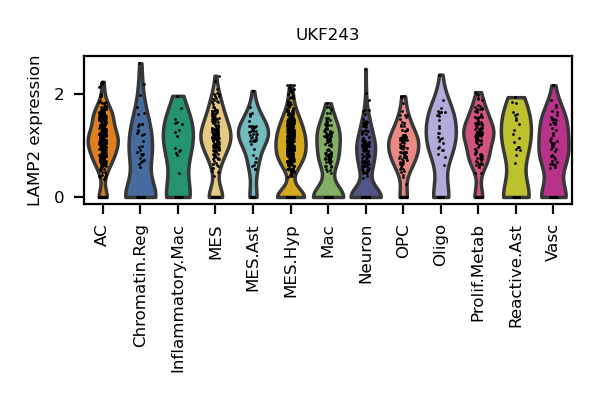 UKF243
LAMP2 expression
2
0
AC
Chromatin.Reg
Inflammatory.Mac
MES
MES.Ast
MES.Hyp
Mac
Neuron
OPC
Oligo
Prolif.Metab
Reactive.Ast
Vasc